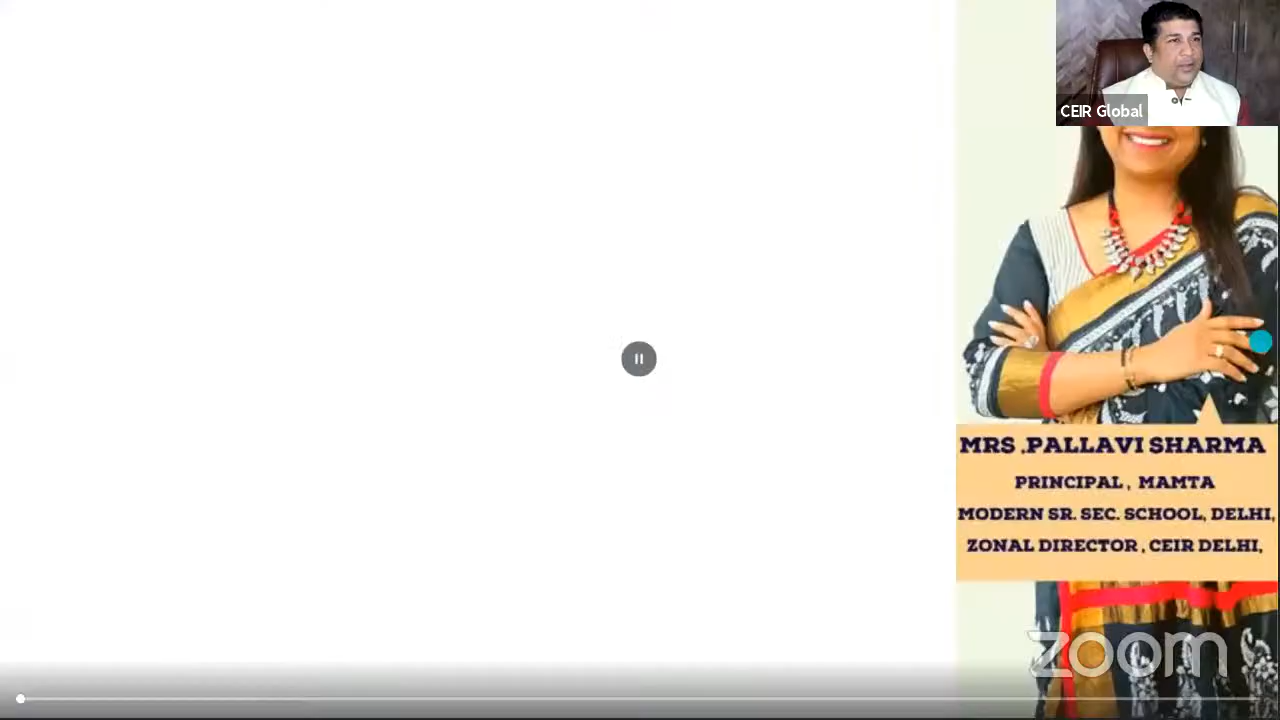 CEIR Global
MRS .PALLAVI SHARMA
PRINCIPAL , MAMTA
MODERN SR. SEC. SCHOOL, DELHI,
ZONAL DIRECTOR , CEIR DELHI,
zoom